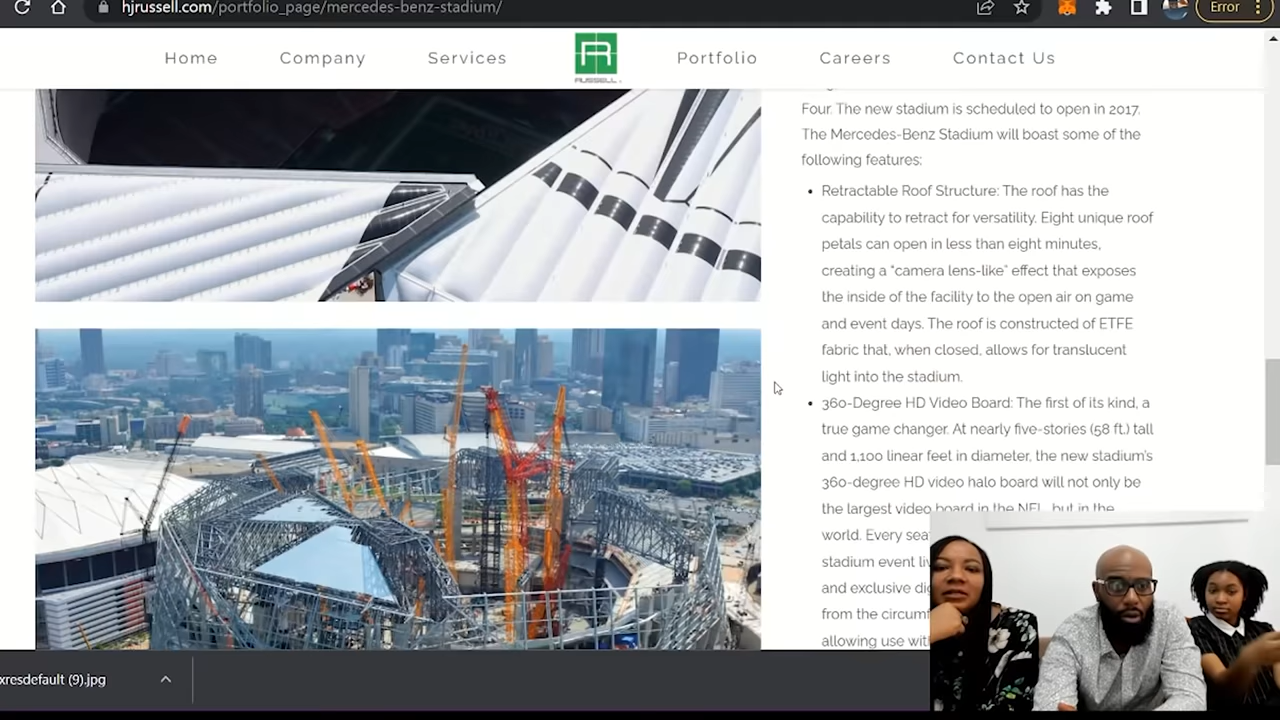 hjrussell.com/portfolio_page/mercedes-benz-stadium/
Error
Home Company Services RUSSELL Portfolio Careers Contact Us
Four. The new stadium is scheduled to open in 2017.
The Mercedes-Benz Stadium will boast some of the
following features:
• Retractable Roof Structure: The roof has the
capability to retract for versatility. Eight unique roof
petals can open in less than eight minutes,
creating a “camera lens-like” effect that exposes
the inside of the facility to the open air on game
and event days. The roof is constructed of ETFE
fabric that, when closed, allows for translucent
light into the stadium.
• 360-Degree HD Video Board: The first of its kind, a
true game changer. At nearly five-stories (58 ft.) tall
and 1,100 linear feet in diameter, the new stadium's
360-degree HD video halo board will not only be
the largest video board in the NFL, but in the
world. Every sea
stadium event li
and exclusive di
from the circum
allowing use wit
xresdefault (9).jpg